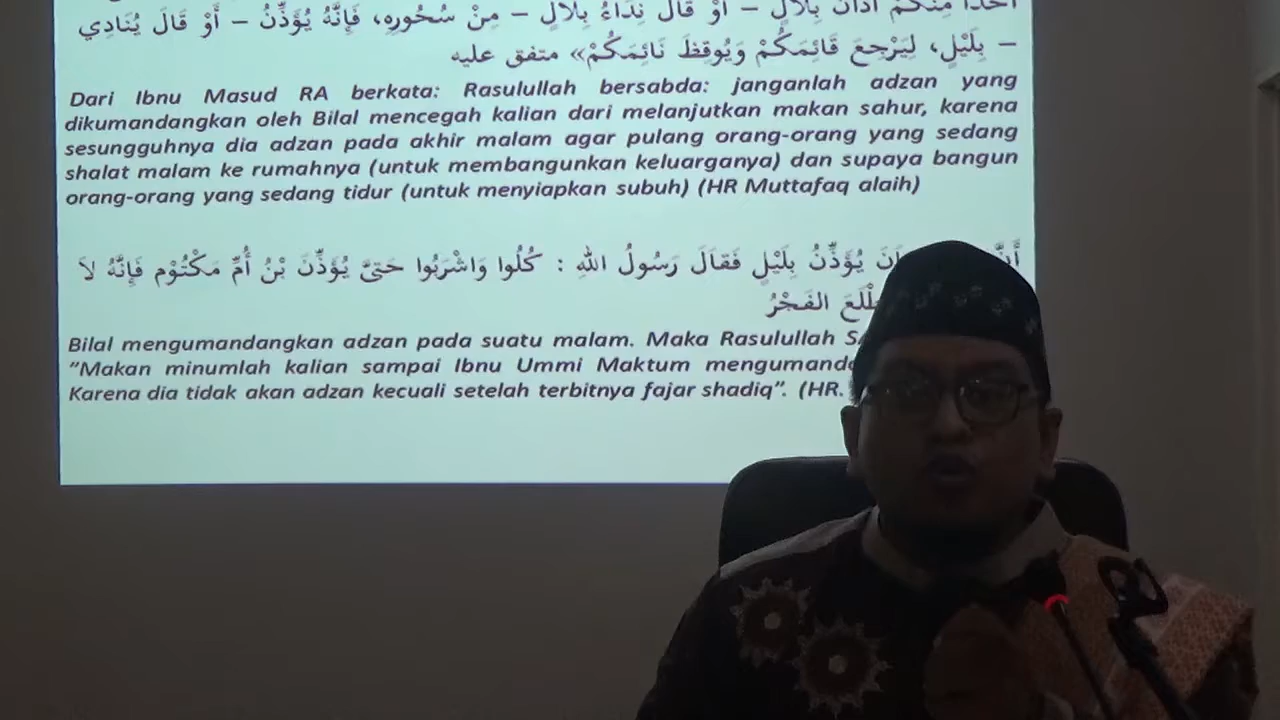 أَحَدًا مِنْكُمْ أَذَانُ بِلَالٍ – أَوْ قَالَ نِدَاءُ بِلَالٍ – مِنْ سُحُورِهِ، فَإِنَّهُ يُؤَذِّنُ – أَوْ قَالَ يُنَادِي
– بِلَيْلٍ، لِيَرْجِعَ قَائِمَكُمْ وَيُوقِظَ نَائِمَكُمْ» متفق عليه
Dari Ibnu Masud RA berkata: Rasulullah bersabda: janganlah adzan yang
dikumandangkan oleh Bilal mencegah kalian dari melanjutkan makan sahur, karena
sesungguhnya dia adzan pada akhir malam agar pulang orang-orang yang sedang
shalat malam ke rumahnya (untuk membangunkan keluarganya) dan supaya bangun
orang-orang yang sedang tidur (untuk menyiapkan subuh) (HR Muttafaq alaih)
يُؤَذِّنُ بِلَيْلٍ فَقَالَ رَسُولُ اللهِ : كُلُوا وَاشْرَبُوا حَتىَّ يُؤَذِّنَ بْنُ أُمِّ مَكْتُوْمٍ فَإِنَّهُ لاَ
الفَجْرُ
Bilal mengumandangkan adzan pada suatu malam. Maka Rasulullah
"Makan minumlah kalian sampai Ibnu Ummi Maktum
Karena dia tidak akan adzan kecuali setelah terbitnya fajar shadiq". (HR.